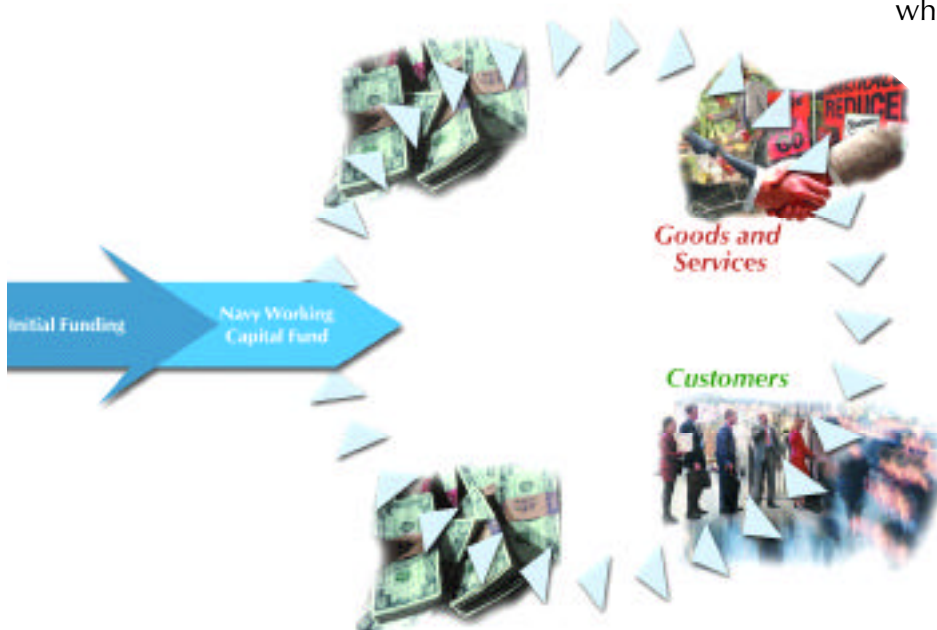 wh
REDUCE
Goods and
Services
Initial Funding
Navy Working
Capital Fund
Customers